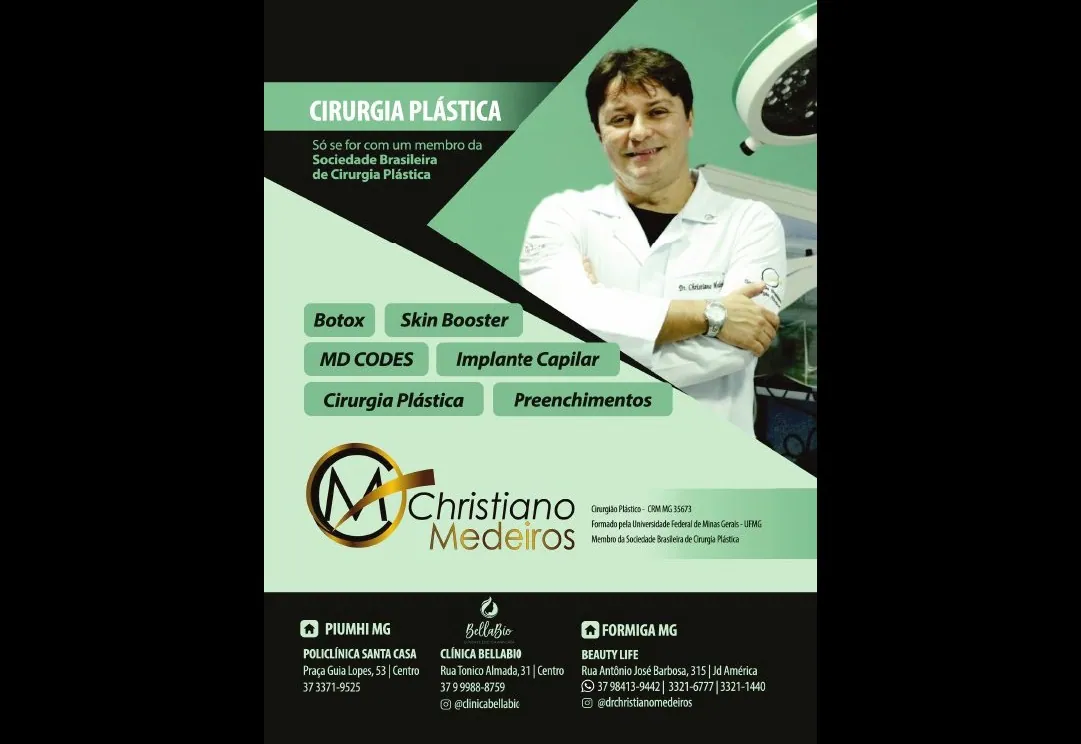 CIRURGIA PLÁSTICA
Só se for com um membro da
Sociedade Brasileira
de Cirurgia Plástica
Dr. Christiano
Botox
Skin Booster
MD CODES
Implante Capilar
Cirurgia Plástica
Preenchimentos
CM
Christiano
Medeiros
Cirurgião Plástico - CRM MG 35673
Formado pela Universidade Federal de Minas Gerais - UFMG
Membro da Sociedade Brasileira de Cirurgia Plástica
PIUMHI MG
POLICLÍNICA SANTA CASA
Praça Guia Lopes, 53 | Centro
37 3371-9525
BellaBio
CLÍNICA BELLABIO
Rua Tonico Almada, 31 | Centro
37 9 9988-8759
@clinicabellabio
FORMIGA MG
BEAUTY LIFE
Rua Antônio José Barbosa, 315 | Jd América
37 98413-9442 | 3321-6777 | 3321-1440
@drchristianomedeiros